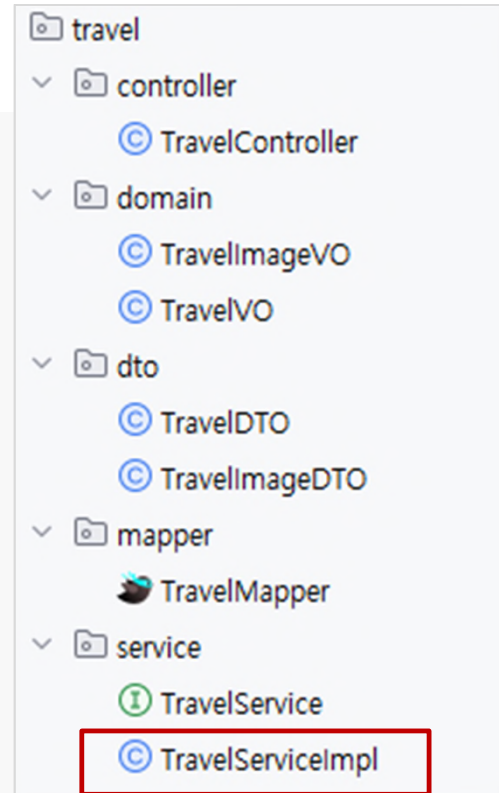 travel
controller
TravelController
domain
TravelImageVO
TravelVO
dto
TravelDTO
TravelImageDTO
mapper
TravelMapper
service
TravelService
TravelServiceImpl